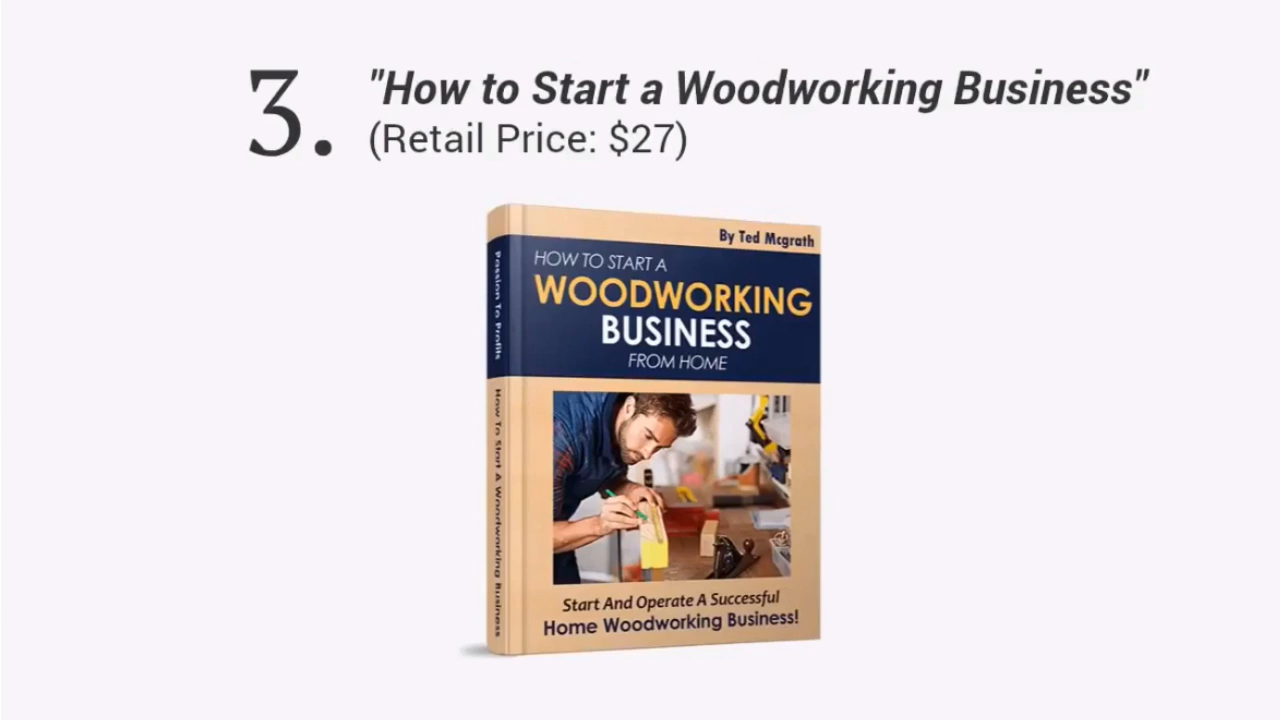 3. "How to Start a Woodworking Business"
(Retail Price: $27)
By Ted Mcgrath
HOW TO START A
WOODWORKING
BUSINESS
FROM HOME
Start And Operate A Successful
Home Woodworking Business!
Passion To Profits
How To Start A Woodworking Business